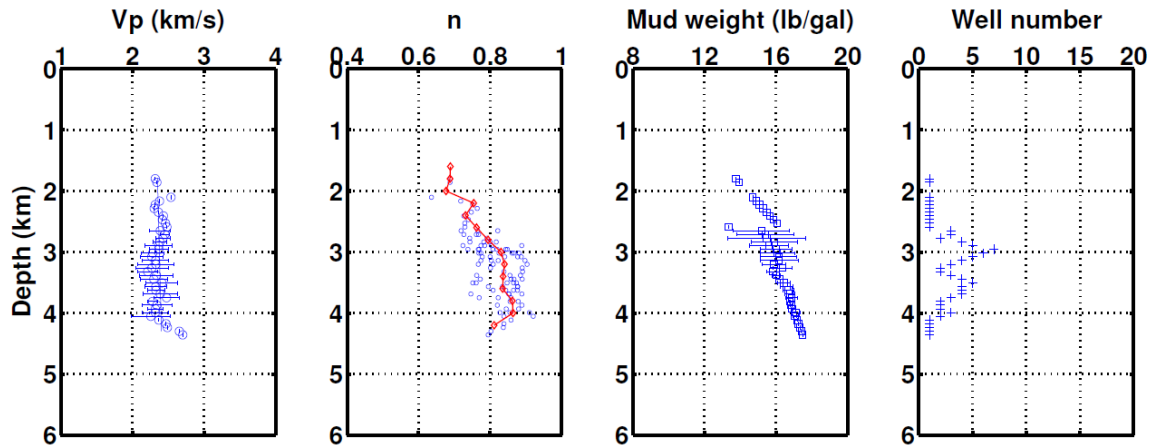 Vp (km/s) n Mud weight (lb/gal) Well number
1 2 3 4 0.4 0.6 0.8 1 8 12 16 20 0 5 10 15 20
0 0 0 0
1 1 1 1
2 2 2 2
Depth (km) 3 3 3 3
4 4 4 4
5 5 5 5
6 6 6 6